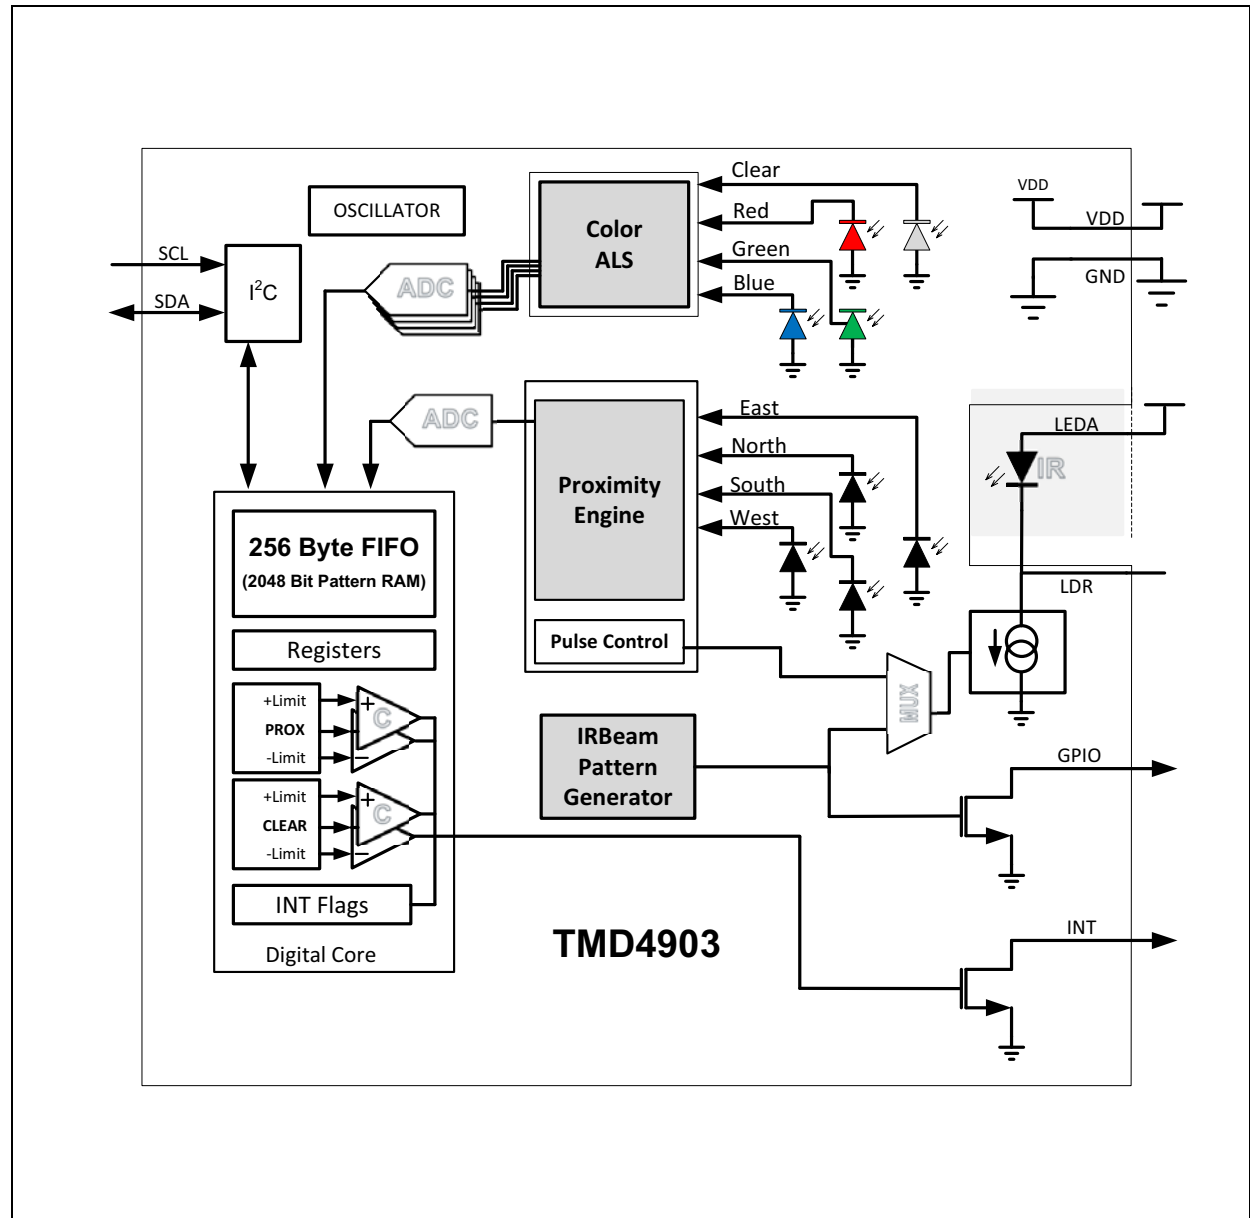 OSCILLATOR
SCL
SDA
I²C
ADC
Color
ALS
Clear
Red
Green
Blue
VDD
VDD
GND
ADC
Proximity
Engine
Pulse Control
East
North
South
West
LEDA
IR
LDR
256 Byte FIFO
(2048 Bit Pattern RAM)
Registers
+Limit
PROX
-Limit
+
C
−
+Limit
CLEAR
-Limit
+
C
−
INT Flags
Digital Core
IRBeam
Pattern
Generator
MUX
GPIO
INT
TMD4903